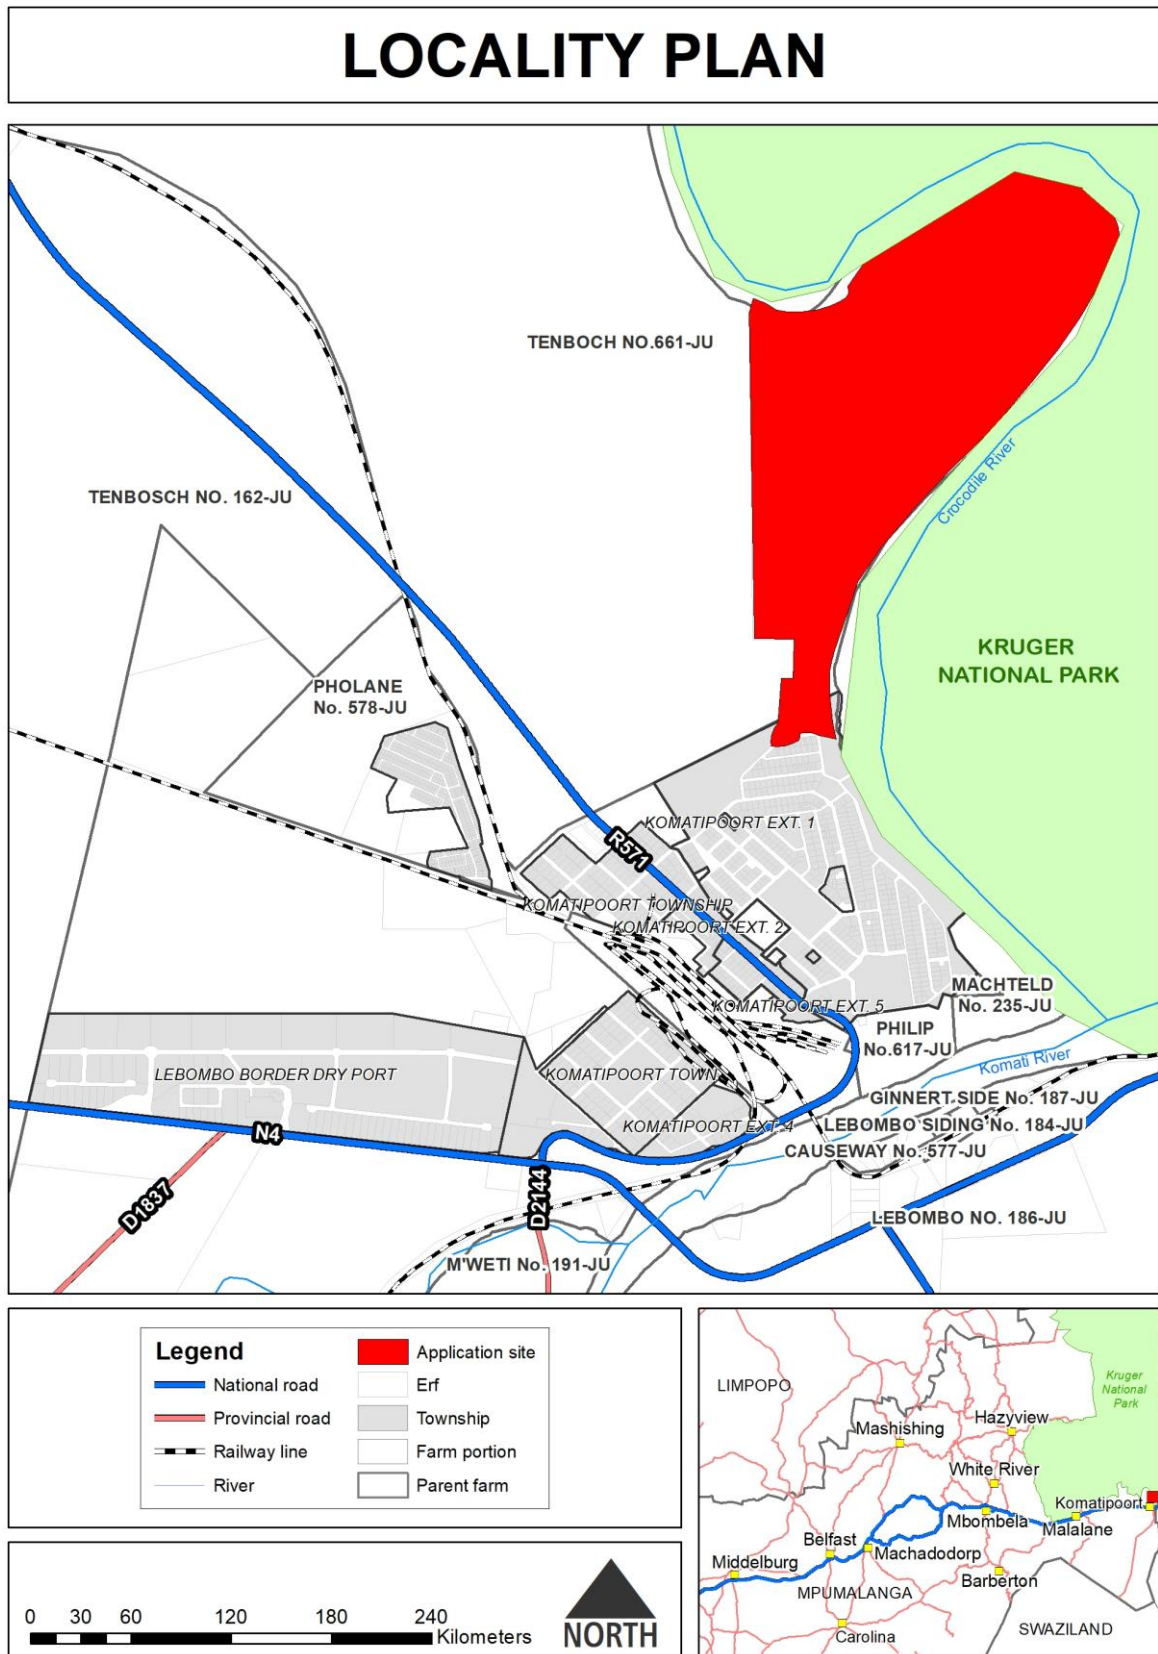 LOCALITY PLAN
TENBOCH NO.661-JU
Crocodile River
TENBOSCH NO. 162-JU
KRUGER
NATIONAL PARK
PHOLANE
No. 578-JU
KOMATIPOORT EXT. 1
R571
KOMATIPOORT TOWNSHIP
KOMATIPOORT EXT. 2
MACHTELD
No. 235-JU
KOMATIPOORT EXT. 5
PHILIP
No.617-JU
Komati River
LEBOMBO BORDER DRY PORT
KOMATIPOORT TOWN
GINNERT SIDE No. 187-JU
KOMATIPOORT EXT. 4
LEBOMBO SIDING No. 184-JU
N4
CAUSEWAY No. 577-JU
D1837
D2144
LEBOMBO NO. 186-JU
M'WETI No. 191-JU
Legend
National road
Provincial road
Railway line
River
Application site
Erf
Township
Farm portion
Parent farm
0 30 60 120 180 240
Kilometers
NORTH
LIMPOPO
Kruger
National
Park
Mashishing
Hazyview
White River
Komatipoort
Mbombela
Malalane
Belfast
Machadodorp
Middelburg
Barberton
MPUMALANGA
Carolina
SWAZILAND